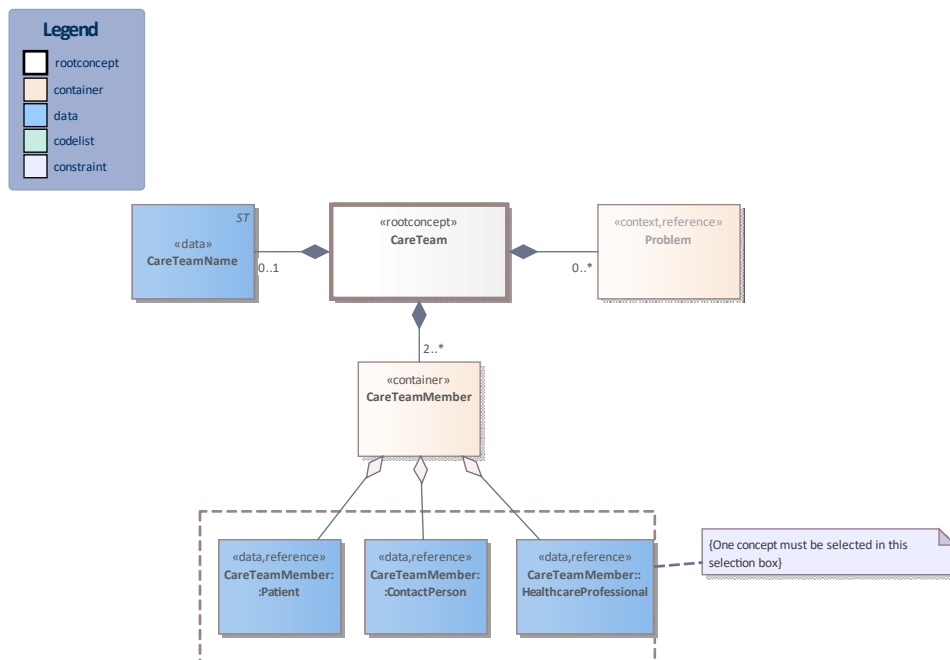 Legend
rootconcept
container
data
codelist
constraint
ST
«data»
CareTeamName
0..1
«rootconcept»
CareTeam
«context,reference»
Problem
0..*
2..*
«container»
CareTeamMember
«data,reference»
CareTeamMember:
:Patient
«data,reference»
CareTeamMember:
:ContactPerson
«data,reference»
CareTeamMember::
HealthcareProfessional
{One concept must be selected in this
selection box}